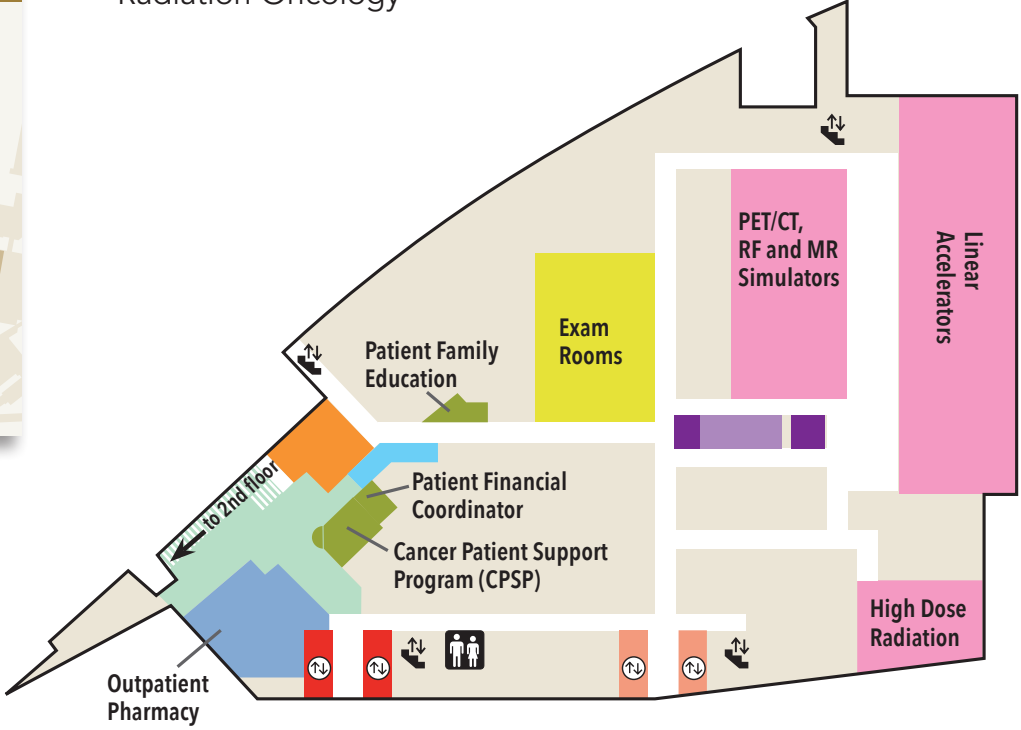 Radiation Oncology
PET/CT,
RF and MR
Simulators
Linear
Accelerators
Exam
Rooms
Patient Family
Education
to 2nd floor
Patient Financial
Coordinator
Cancer Patient Support
Program (CPSP)
High Dose
Radiation
Outpatient
Pharmacy